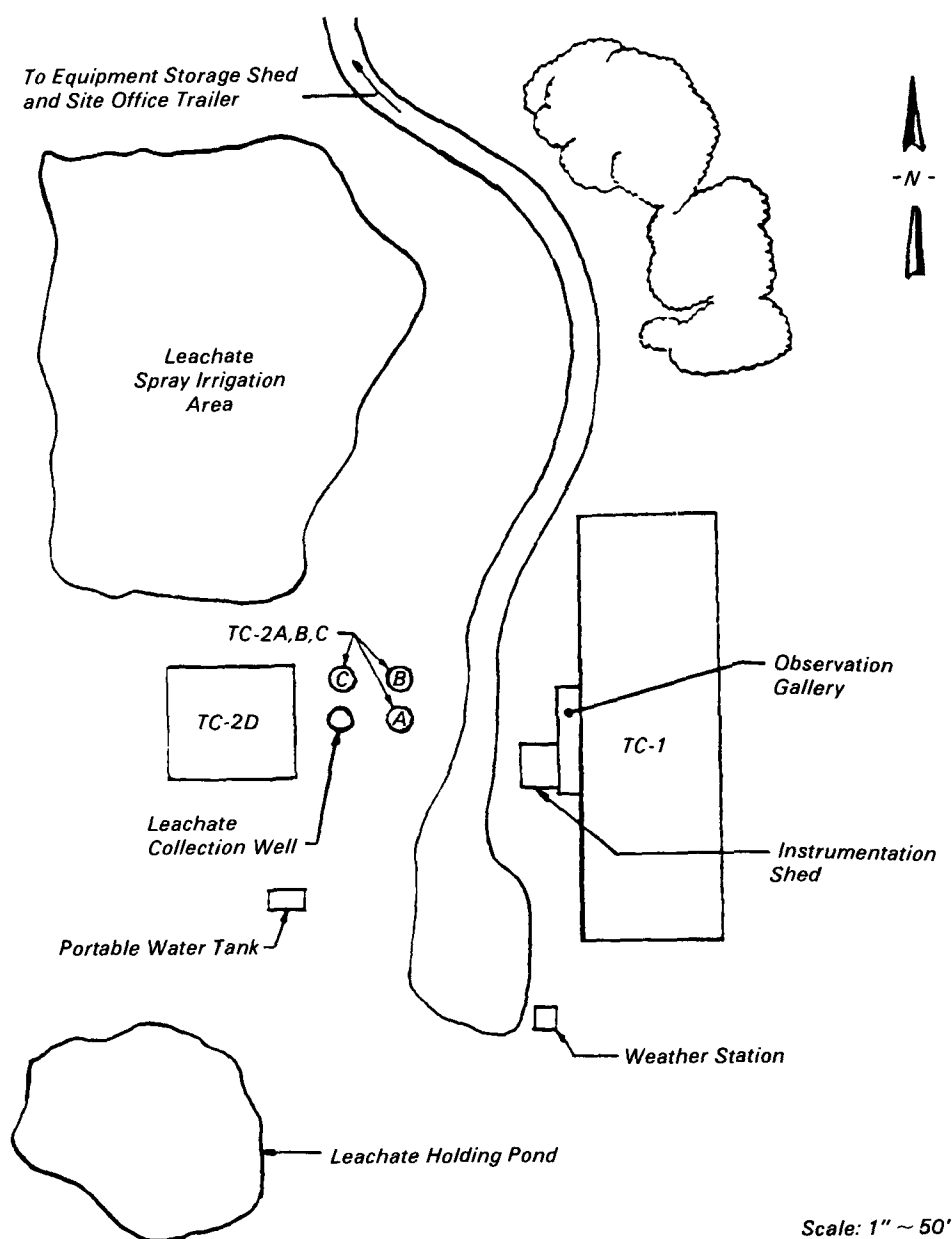 To Equipment Storage Shed
and Site Office Trailer
-N-
Leachate
Spray Irrigation
Area
TC-2A,B,C
C
B
A
TC-2D
Observation
Gallery
TC-1
Leachate
Collection Well
Instrumentation
Shed
Portable Water Tank
Weather Station
Leachate Holding Pond
Scale: 1" ~ 50'